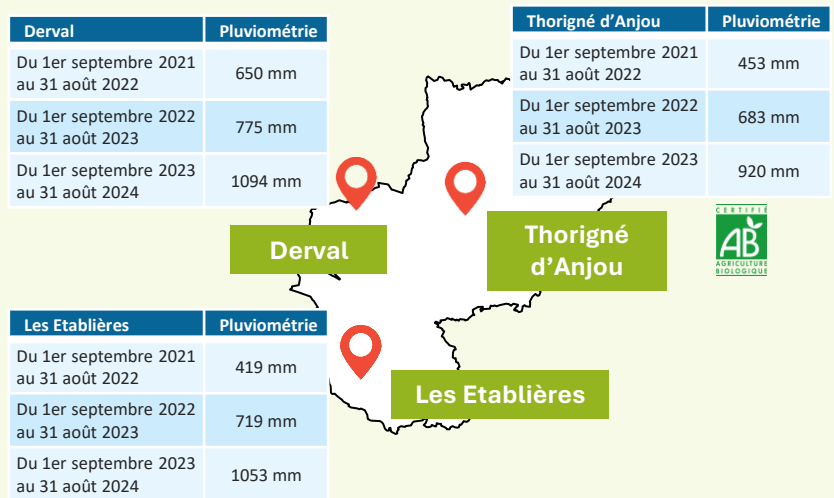 Derval Pluviométrie
Du 1er septembre 2021
au 31 août 2022
650 mm
Du 1er septembre 2022
au 31 août 2023
775 mm
Du 1er septembre 2023
au 31 août 2024
1094 mm
Thorigné d'Anjou Pluviométrie
Du 1er septembre 2021
au 31 août 2022
453 mm
Du 1er septembre 2022
au 31 août 2023
683 mm
Du 1er septembre 2023
au 31 août 2024
920 mm
Derval
Thorigné
d'Anjou
CERTIFIÉ
AB
AGRICULTURE
BIOLOGIQUE
Les Etablières Pluviométrie
Du 1er septembre 2021
au 31 août 2022
419 mm
Du 1er septembre 2022
au 31 août 2023
719 mm
Du 1er septembre 2023
au 31 août 2024
1053 mm
Les Etablières